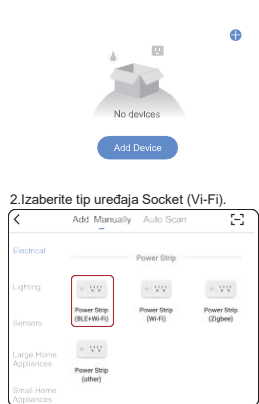 No devices
Add Device
2.Izaberite tip uređaja Socket (Vi-Fi).
Add Manually Auto Scan
Electrical
Power Strip
Lighting
Power Strip (BLE+Wi-Fi)
Power Strip (Wi-Fi)
Power Strip (Zigbee)
Sensors
Large Home Appliances
Power Strip (other)
Small Home Appliances